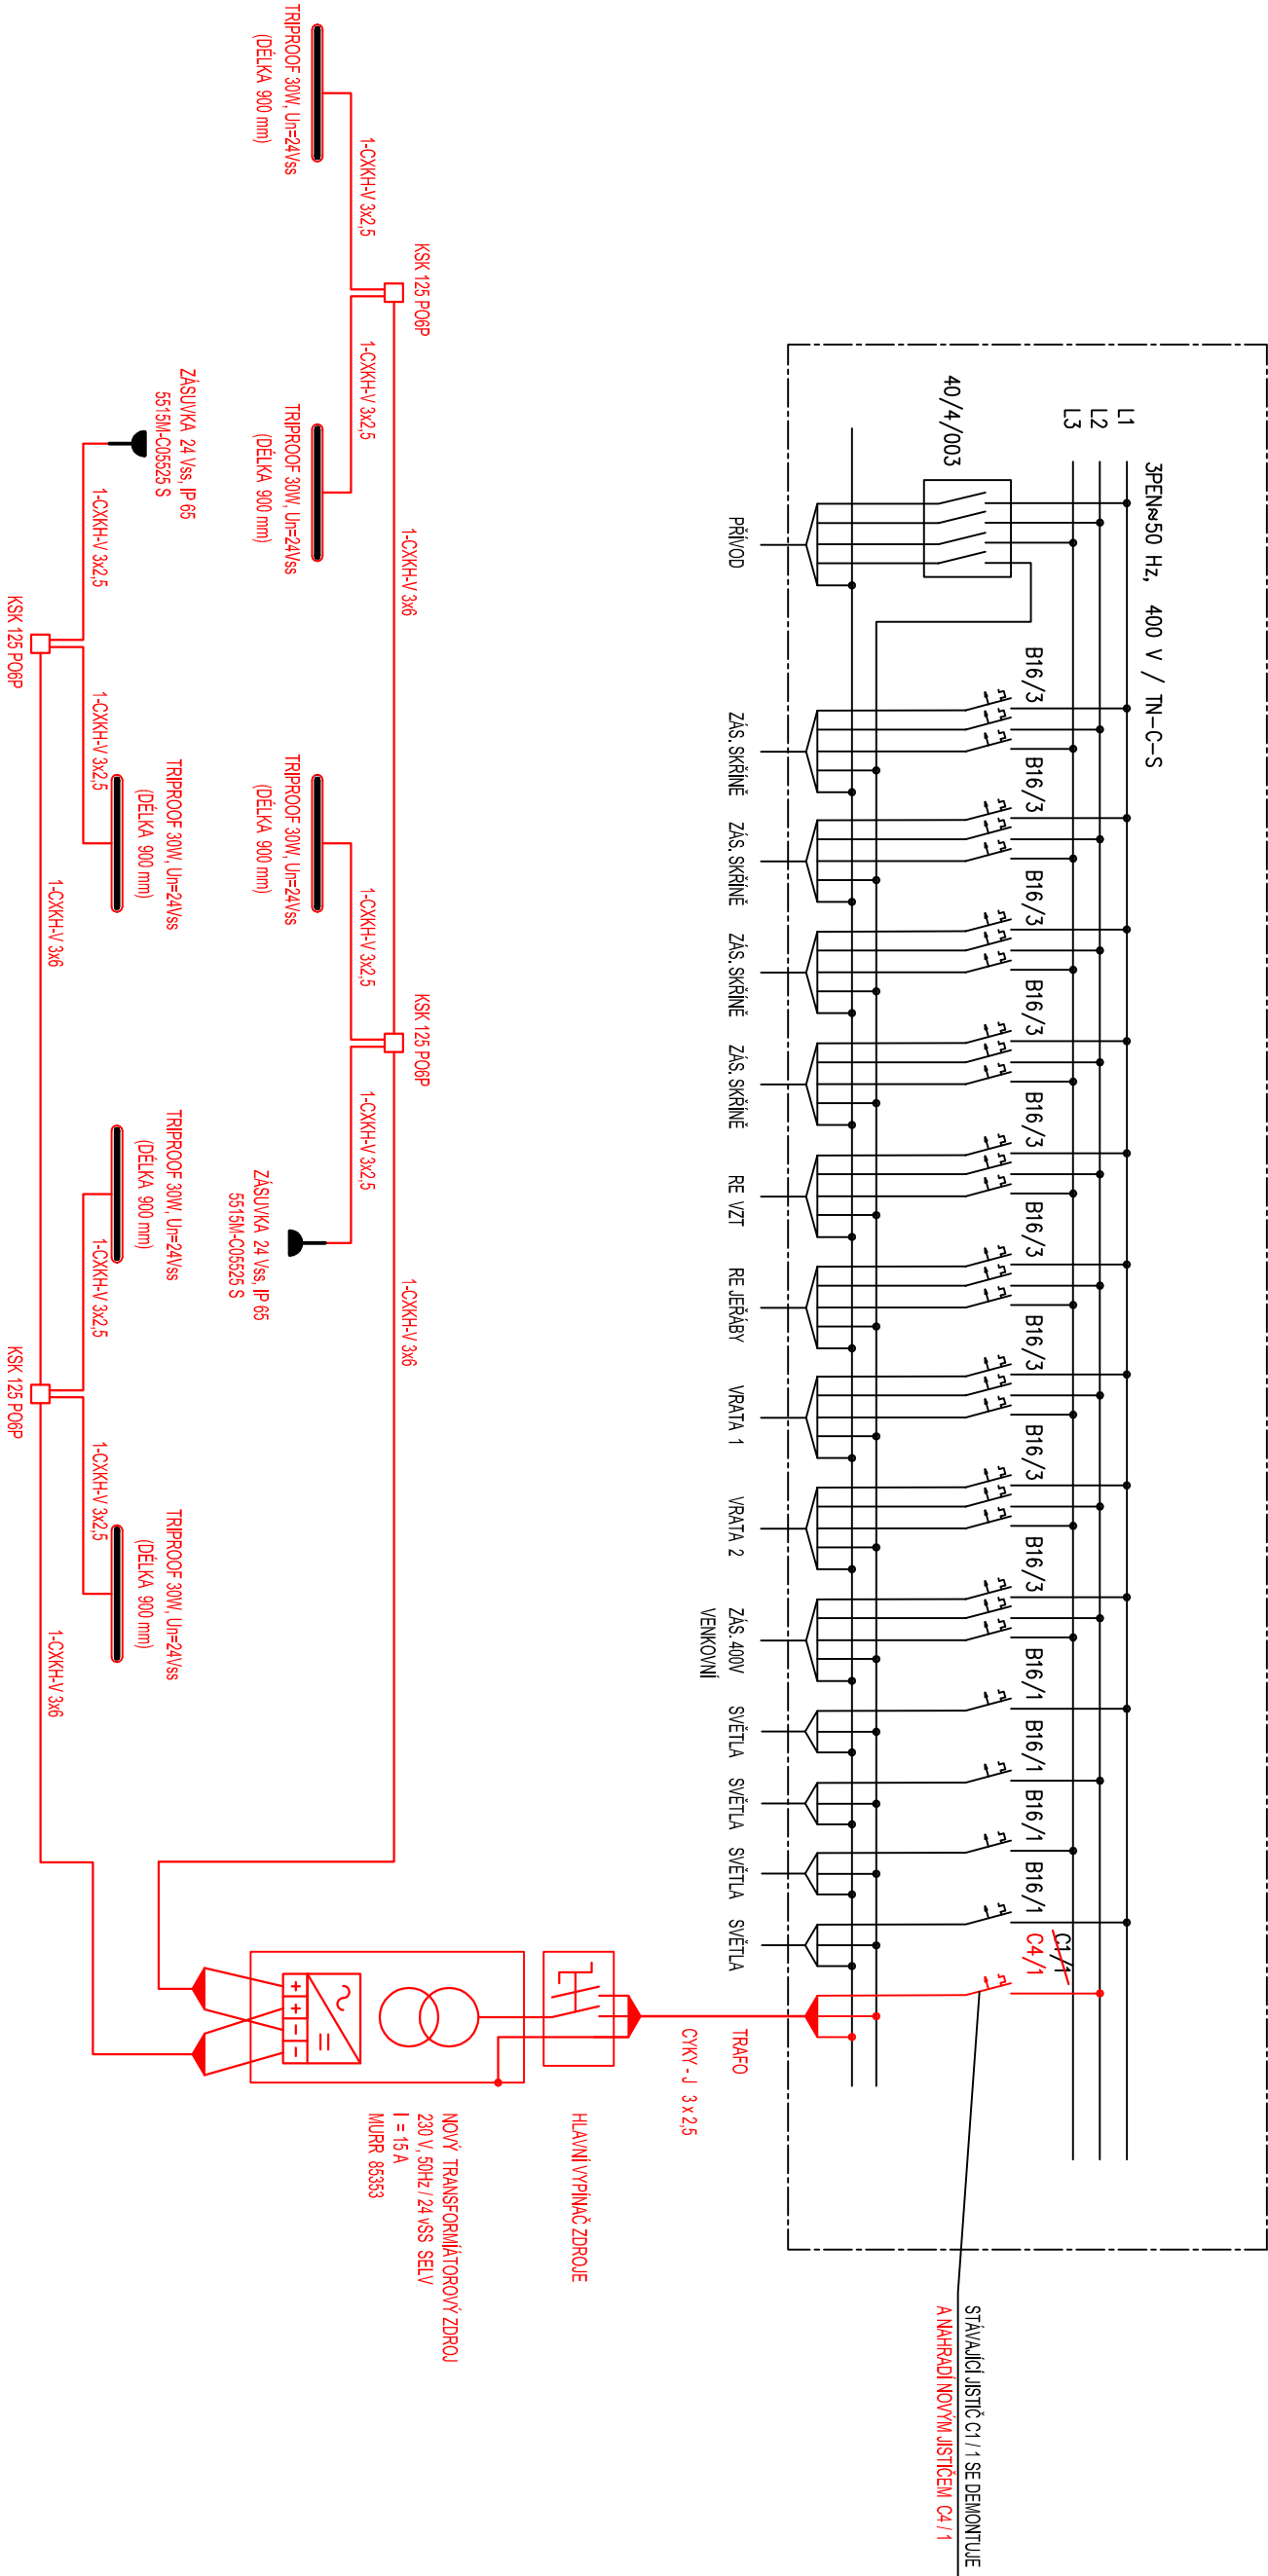 3PEN≈50 Hz, 400 V / TN-C-S
L1
L2
L3
40/4/003
B16/3
B16/3
B16/3
B16/3
B16/3
B16/3
B16/3
B16/3
B16/3
B16/1
B16/1
B16/1
B16/1
C1/1
C4/1
PŘÍVOD
ZÁS. SKŘÍNĚ
ZÁS. SKŘÍNĚ
ZÁS. SKŘÍNĚ
ZÁS. SKŘÍNĚ
RE VZT
RE JEŘÁBY
VRATA 1
VRATA 2
ZÁS. 400V
VENKOVNÍ
SVĚTLA
SVĚTLA
SVĚTLA
SVĚTLA
TRAFO
CYKY - J 3 x 2,5
STÁVAJÍCÍ JISTIČ C1 / 1 SE DEMONTUJE
A NAHRADÍ NOVÝM JISTIČEM C4 / 1
HLAVNÍ VYPÍNAČ ZDROJE
NOVÝ TRANSFORMÁTOROVÝ ZDROJ
230 V, 50Hz / 24 vSS SELV
I = 15 A
MURR 85353
+ + - -
KSK 125 PO6P
KSK 125 PO6P
1-CXKH-V 3x6
1-CXKH-V 3x6
1-CXKH-V 3x2,5
1-CXKH-V 3x2,5
1-CXKH-V 3x2,5
1-CXKH-V 3x2,5
TRIPROOF 30W, Un=24Vss
(DÉLKA 900 mm)
TRIPROOF 30W, Un=24Vss
(DÉLKA 900 mm)
TRIPROOF 30W, Un=24Vss
(DÉLKA 900 mm)
ZÁSUVKA 24 Vss, IP 65
5515M-C05525 S
ZÁSUVKA 24 Vss, IP 65
5515M-C05525 S
TRIPROOF 30W, Un=24Vss
(DÉLKA 900 mm)
TRIPROOF 30W, Un=24Vss
(DÉLKA 900 mm)
TRIPROOF 30W, Un=24Vss
(DÉLKA 900 mm)
1-CXKH-V 3x2,5
1-CXKH-V 3x2,5
1-CXKH-V 3x2,5
1-CXKH-V 3x2,5
1-CXKH-V 3x6
1-CXKH-V 3x6
KSK 125 PO6P
KSK 125 PO6P